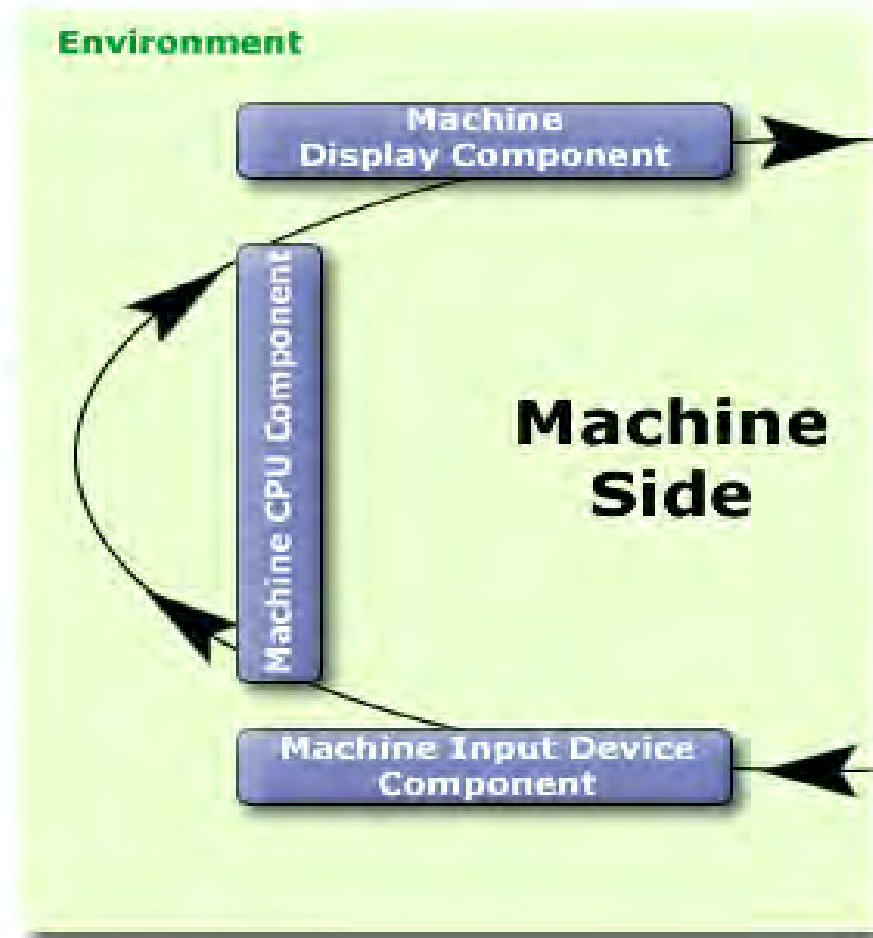 Environment
Machine
Display Component
Machine CPU Component
Machine
Side
Machine Input Device
Component